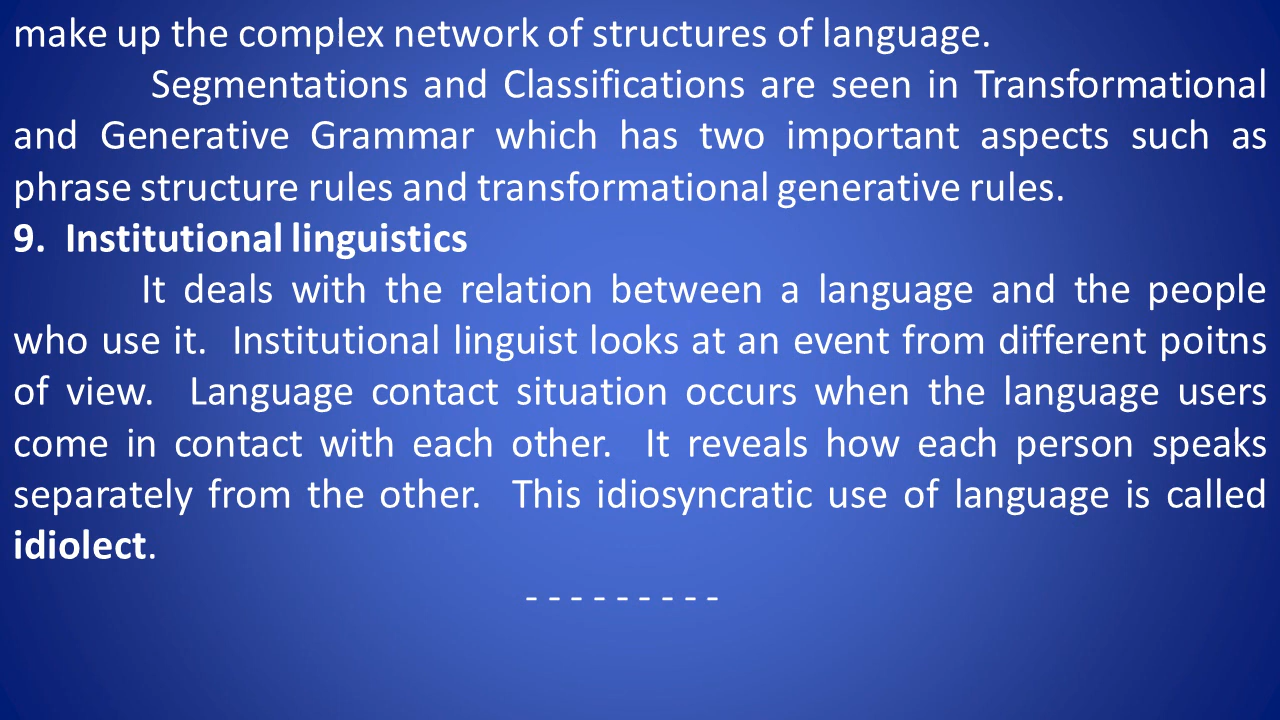 make up the complex network of structures of language.
Segmentations and Classifications are seen in Transformational
and Generative Grammar which has two important aspects such as
phrase structure rules and transformational generative rules.
9. Institutional linguistics
It deals with the relation between a language and the people
who use it. Institutional linguist looks at an event from different poitns
of view. Language contact situation occurs when the language users
come in contact with each other. It reveals how each person speaks
separately from the other. This idiosyncratic use of language is called
idiolect.
- - - - - - - - -